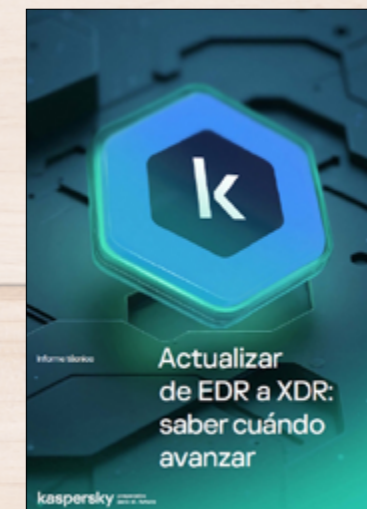 k
Informe técnico
Actualizar
de EDR a XDR:
saber cuándo
avanzar
kaspersky